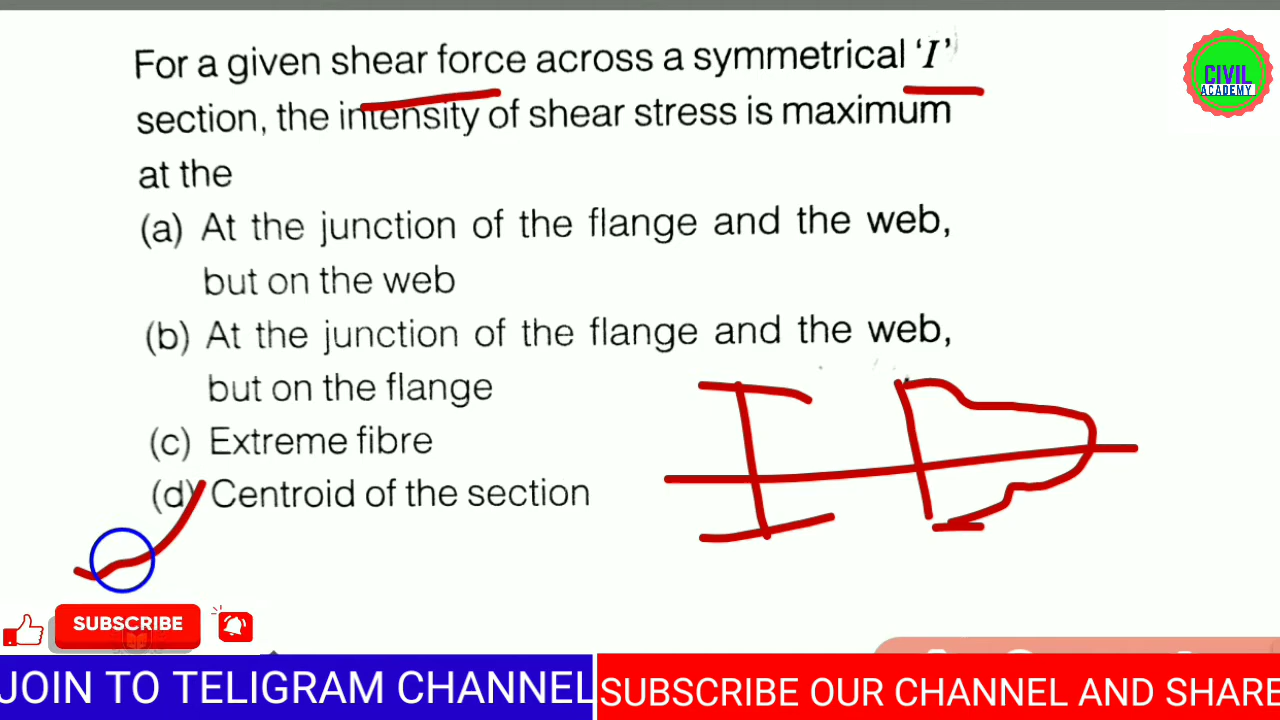 For a given shear force across a symmetrical ‘I’
section, the intensity of shear stress is maximum
at the
(a) At the junction of the flange and the web,
but on the web
(b) At the junction of the flange and the web,
but on the flange
(c) Extreme fibre
(d) Centroid of the section
CIVIL
ACADEMY
SUBSCRIBE
JOIN TO TELIGRAM CHANNEL
SUBSCRIBE OUR CHANNEL AND SHARE